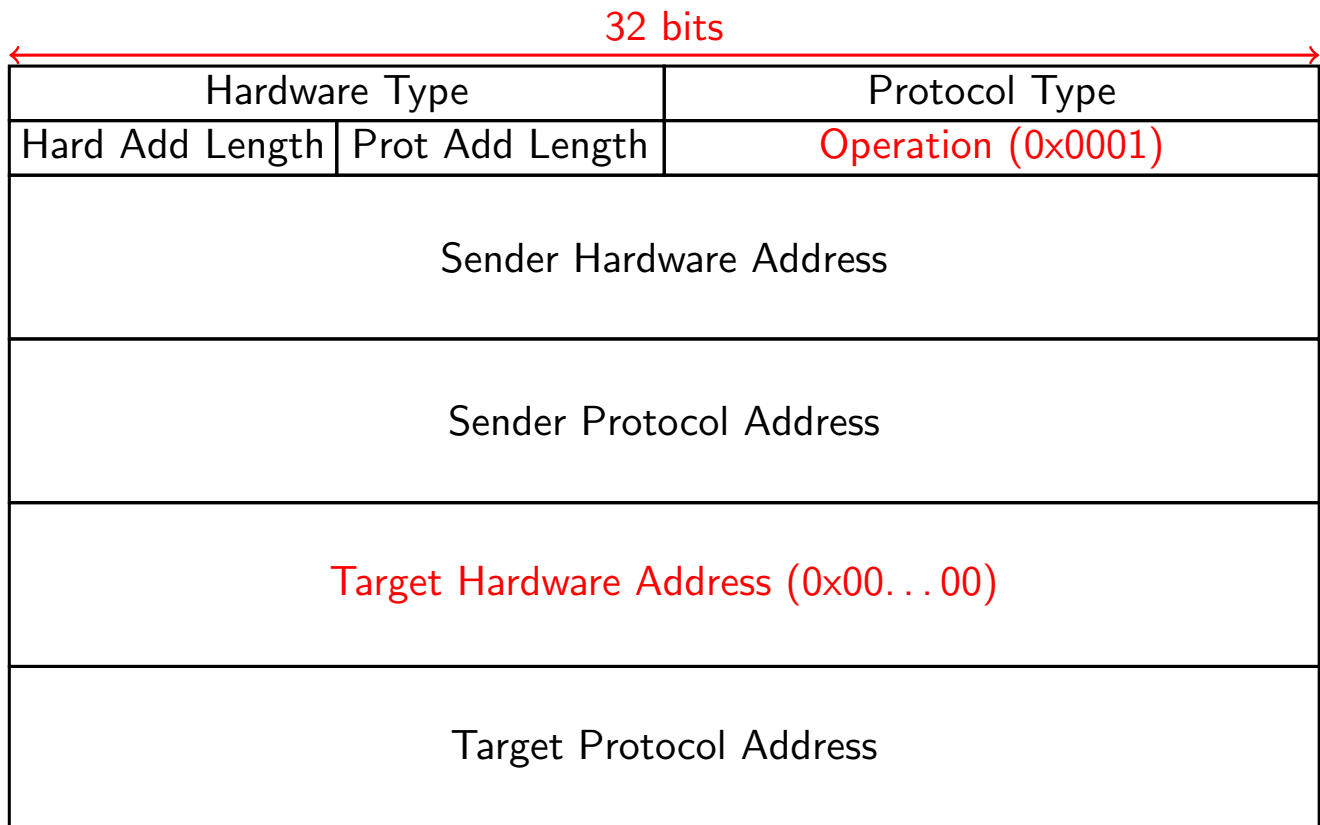 32 bits
Hardware Type Protocol Type
Hard Add Length Prot Add Length Operation (0x0001)
Sender Hardware Address
Sender Protocol Address
Target Hardware Address (0x00...00)
Target Protocol Address